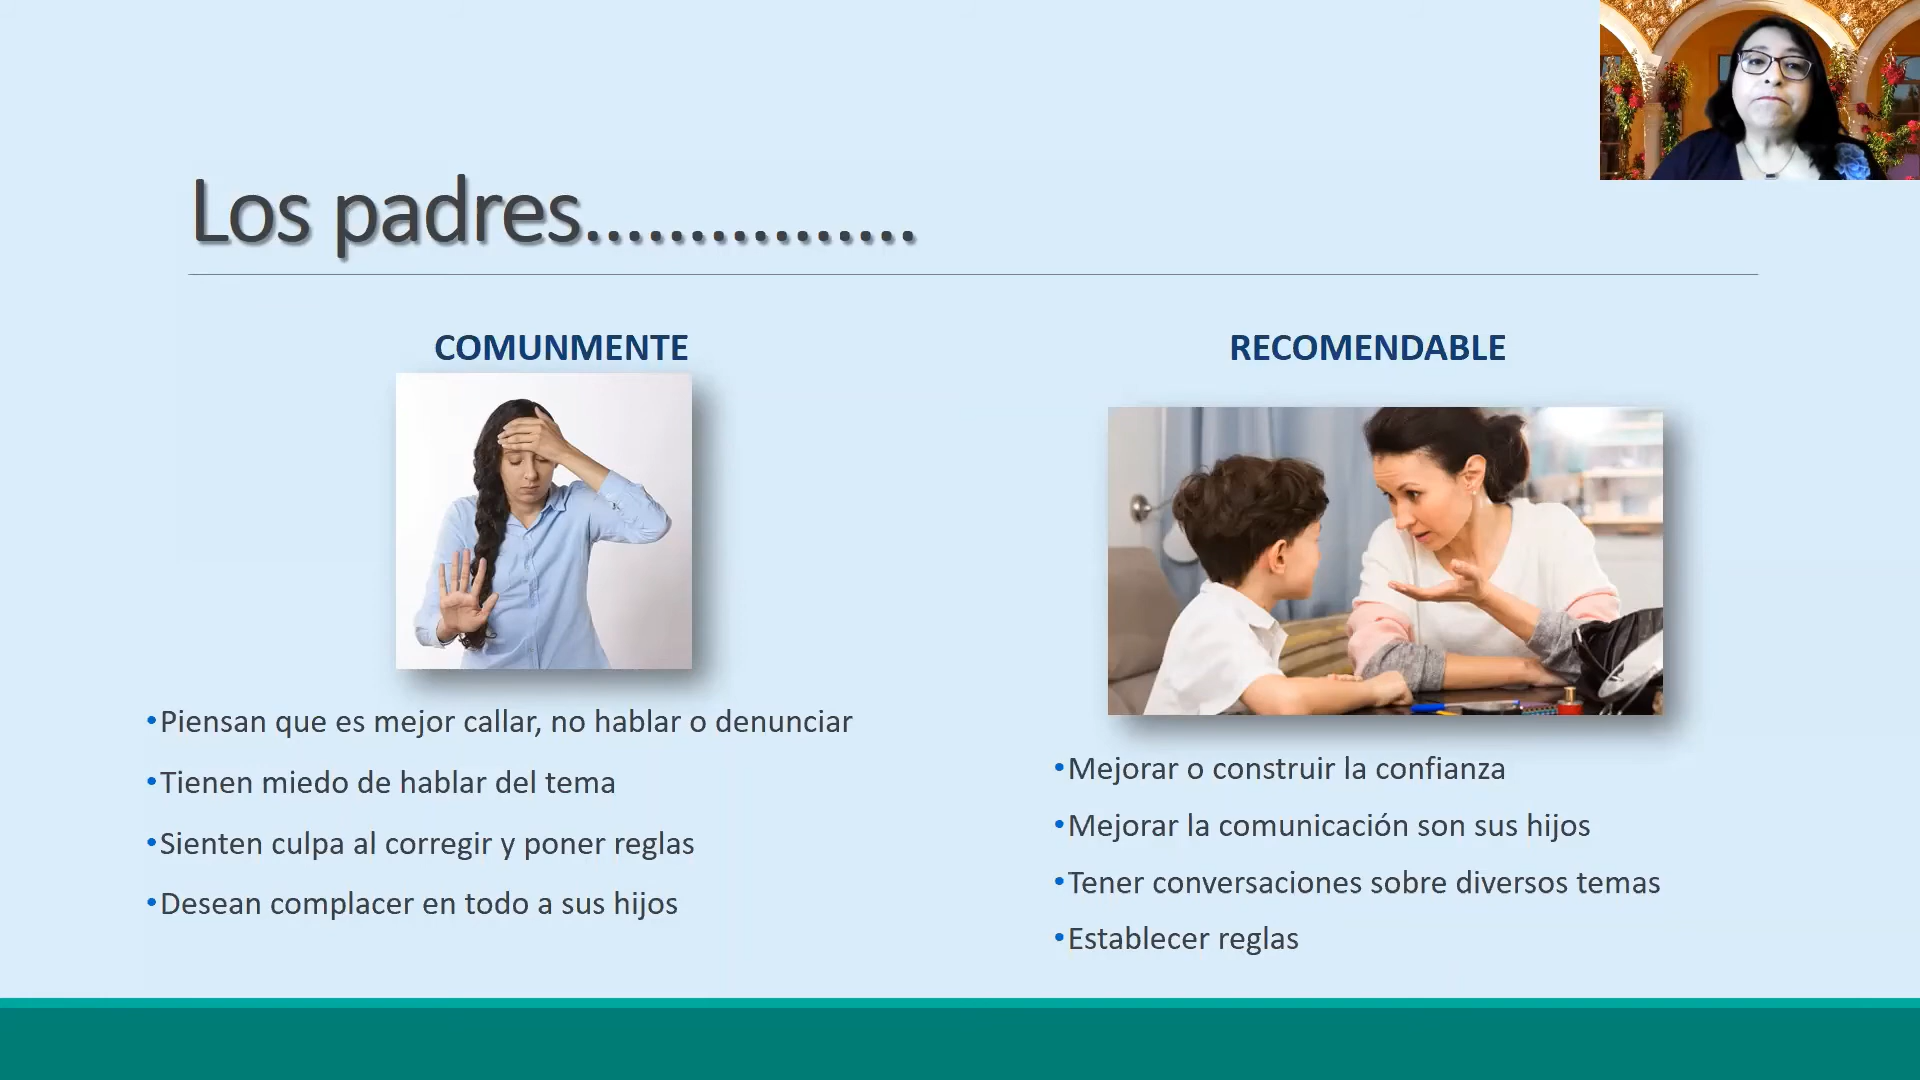 Los padres................
COMUNMENTE
•Piensan que es mejor callar, no hablar o denunciar
•Tienen miedo de hablar del tema
•Sienten culpa al corregir y poner reglas
•Desean complacer en todo a sus hijos
RECOMENDABLE
•Mejorar o construir la confianza
•Mejorar la comunicación son sus hijos
•Tener conversaciones sobre diversos temas
•Establecer reglas